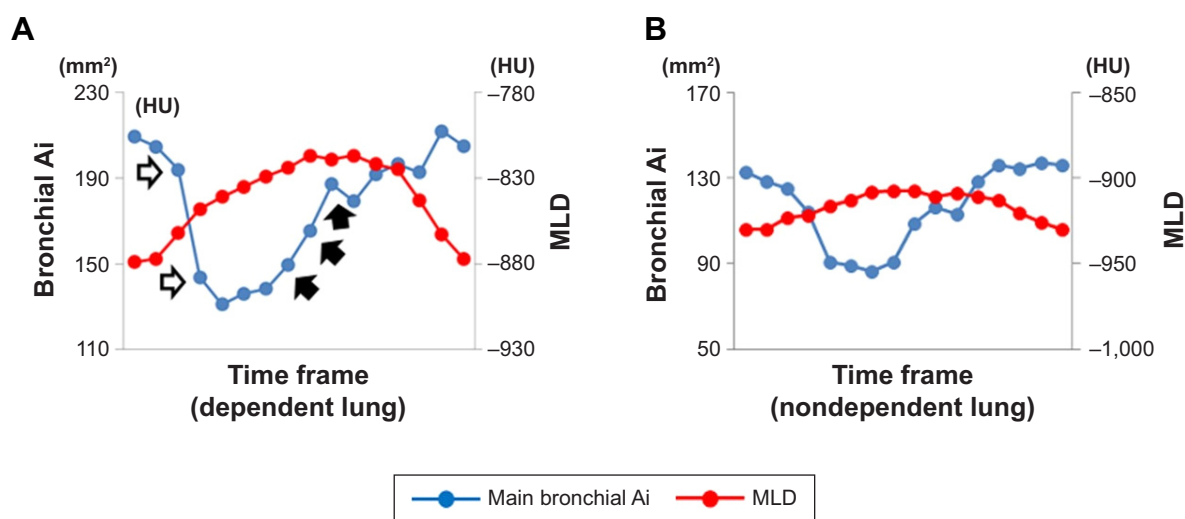 A
(mm²)
(HU)
230
190
150
110
(HU)
–780
–830
–880
–930
Bronchial Ai
MLD
Time frame
(dependent lung)
B
(mm²)
(HU)
170
130
90
50
–850
–900
–950
–1,000
Bronchial Ai
MLD
Time frame
(nondependent lung)
Main bronchial Ai
MLD